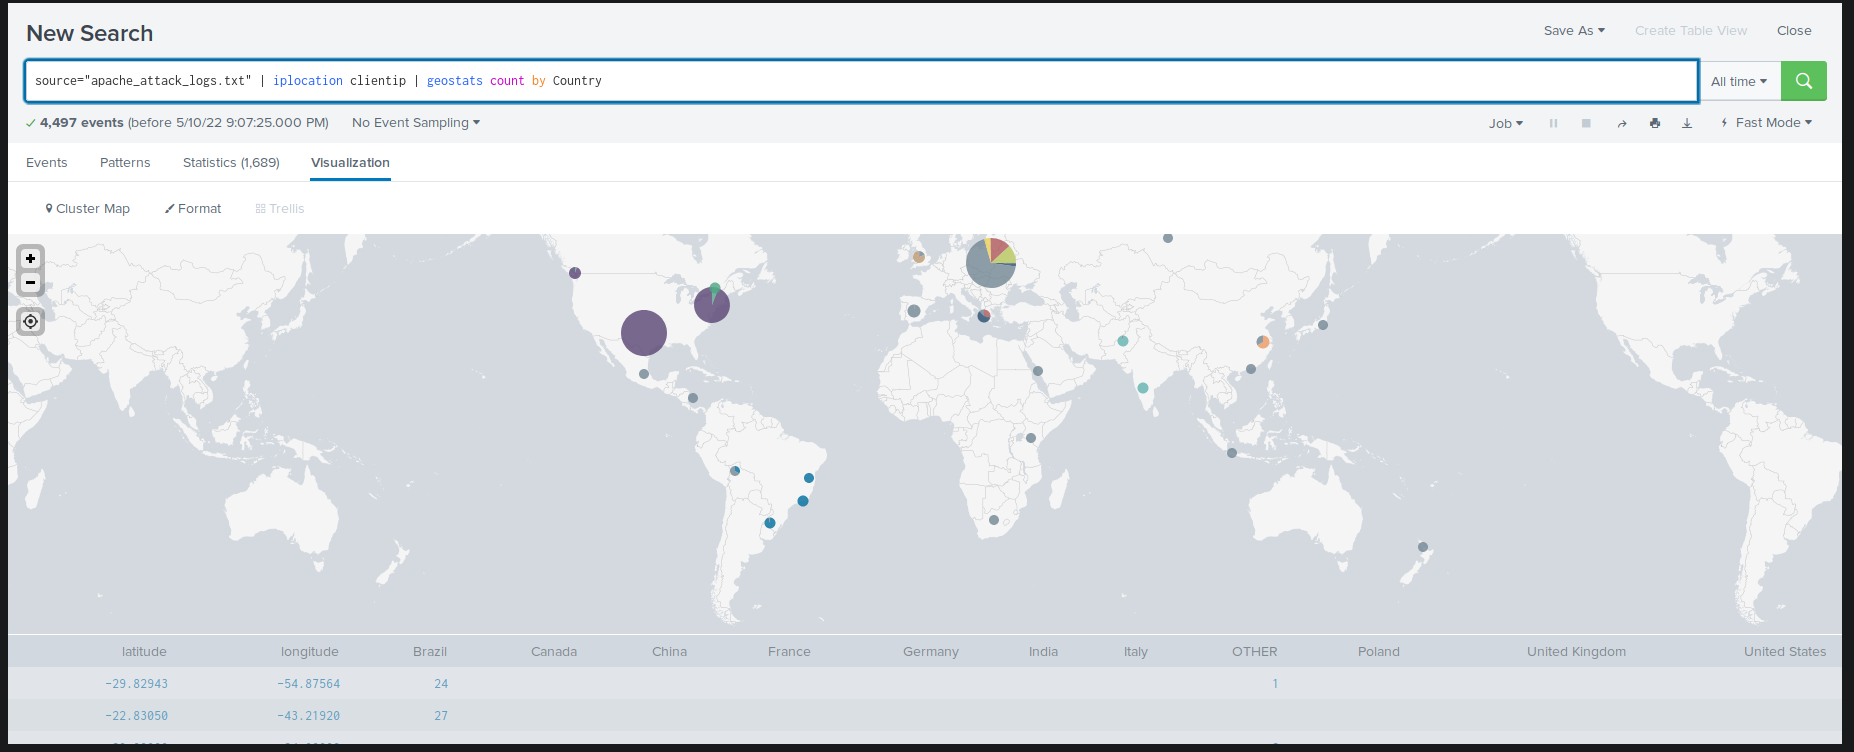 New Search
Save As Create Table View Close
source="apache_attack_logs.txt" | iplocation clientip | geostats count by Country
All time
4,497 events (before 5/10/22 9:07:25.000 PM) No Event Sampling
Job Fast Mode
Events Patterns Statistics (1,689) Visualization
Cluster Map Format Trellis
+
−
latitude longitude Brazil Canada China France Germany India Italy OTHER Poland United Kingdom United States
-29.82943 -54.87564 24 1
-22.83050 -43.21920 27